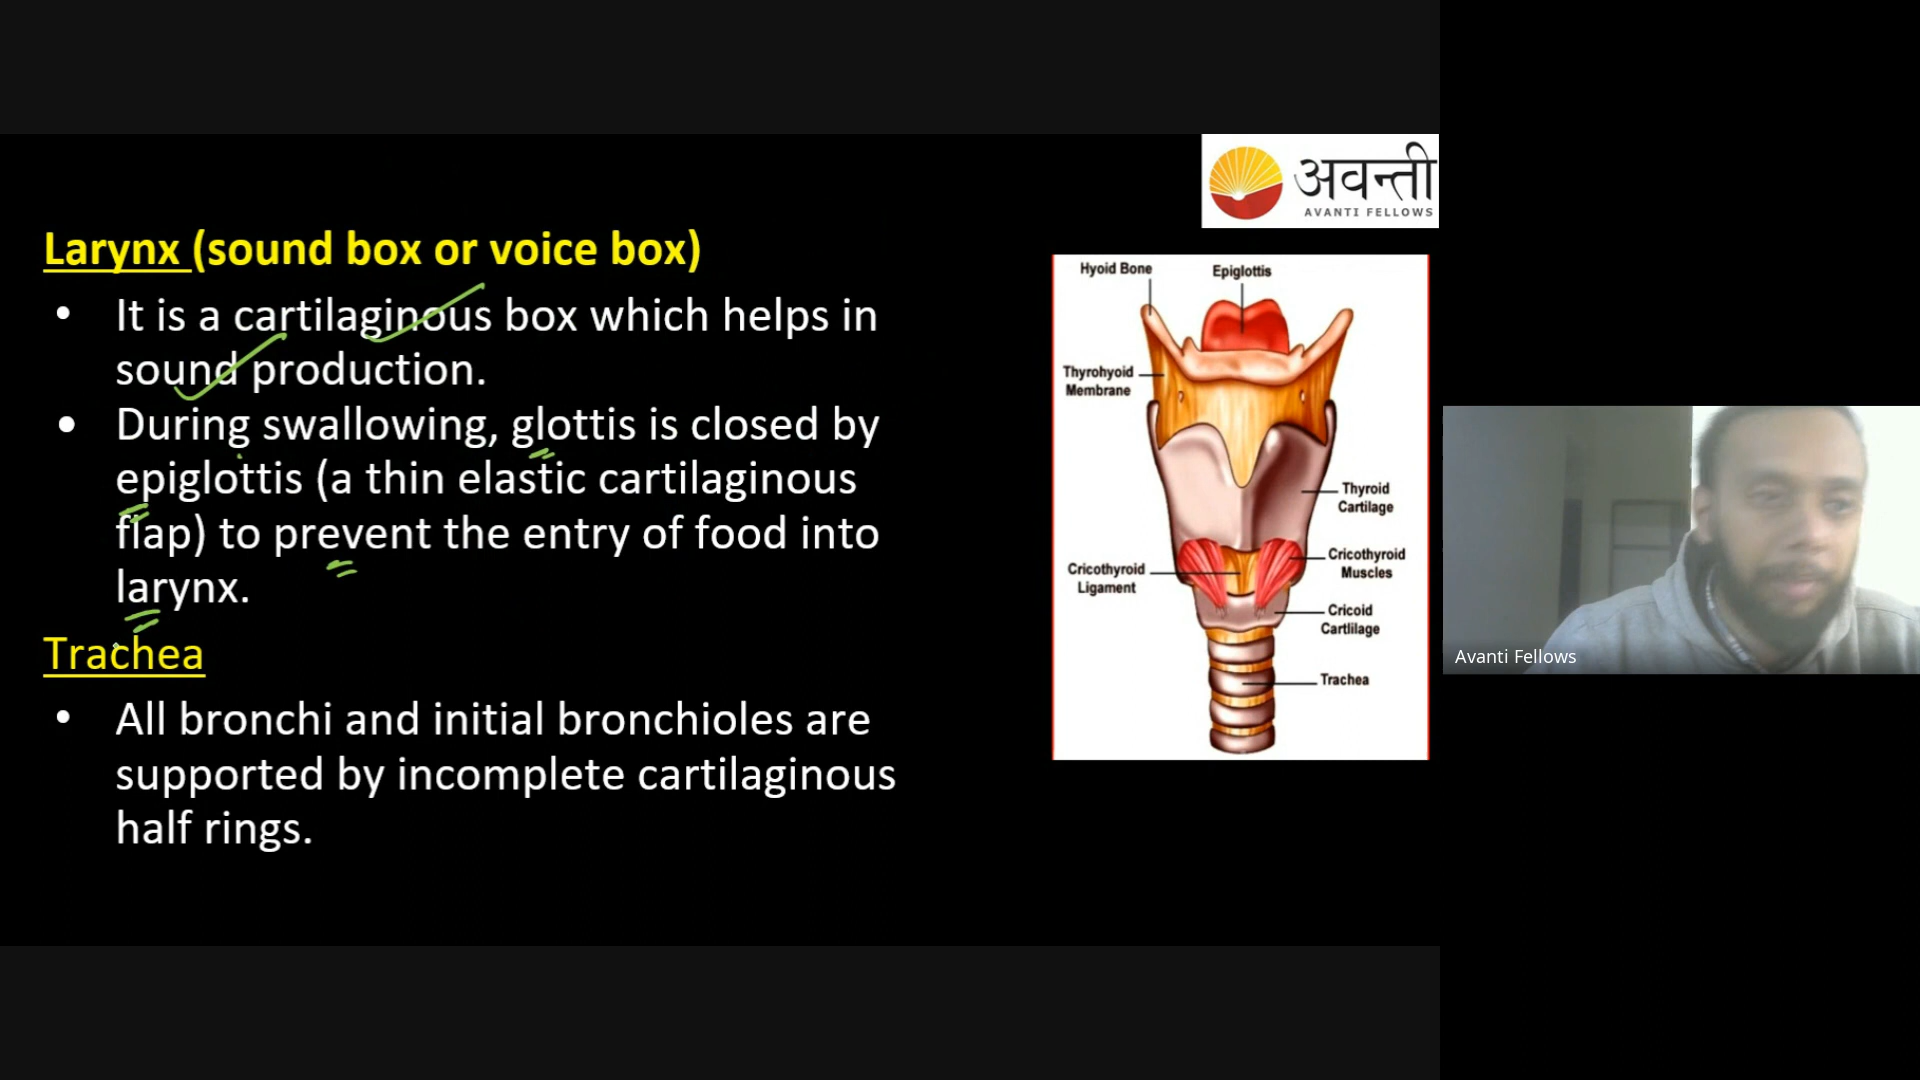 अवन्ती
AVANTI FELLOWS
Larynx (sound box or voice box)
• It is a cartilaginous box which helps in
sound production.
• During swallowing, glottis is closed by
epiglottis (a thin elastic cartilaginous
flap) to prevent the entry of food into
larynx.
Trachea
• All bronchi and initial bronchioles are
supported by incomplete cartilaginous
half rings.
Hyoid Bone
Epiglottis
Thyrohyoid
Membrane
Thyroid
Cartilage
Cricothyroid
Ligament
Cricothyroid
Muscles
Cricoid
Cartlilage
Trachea
Avanti Fellows